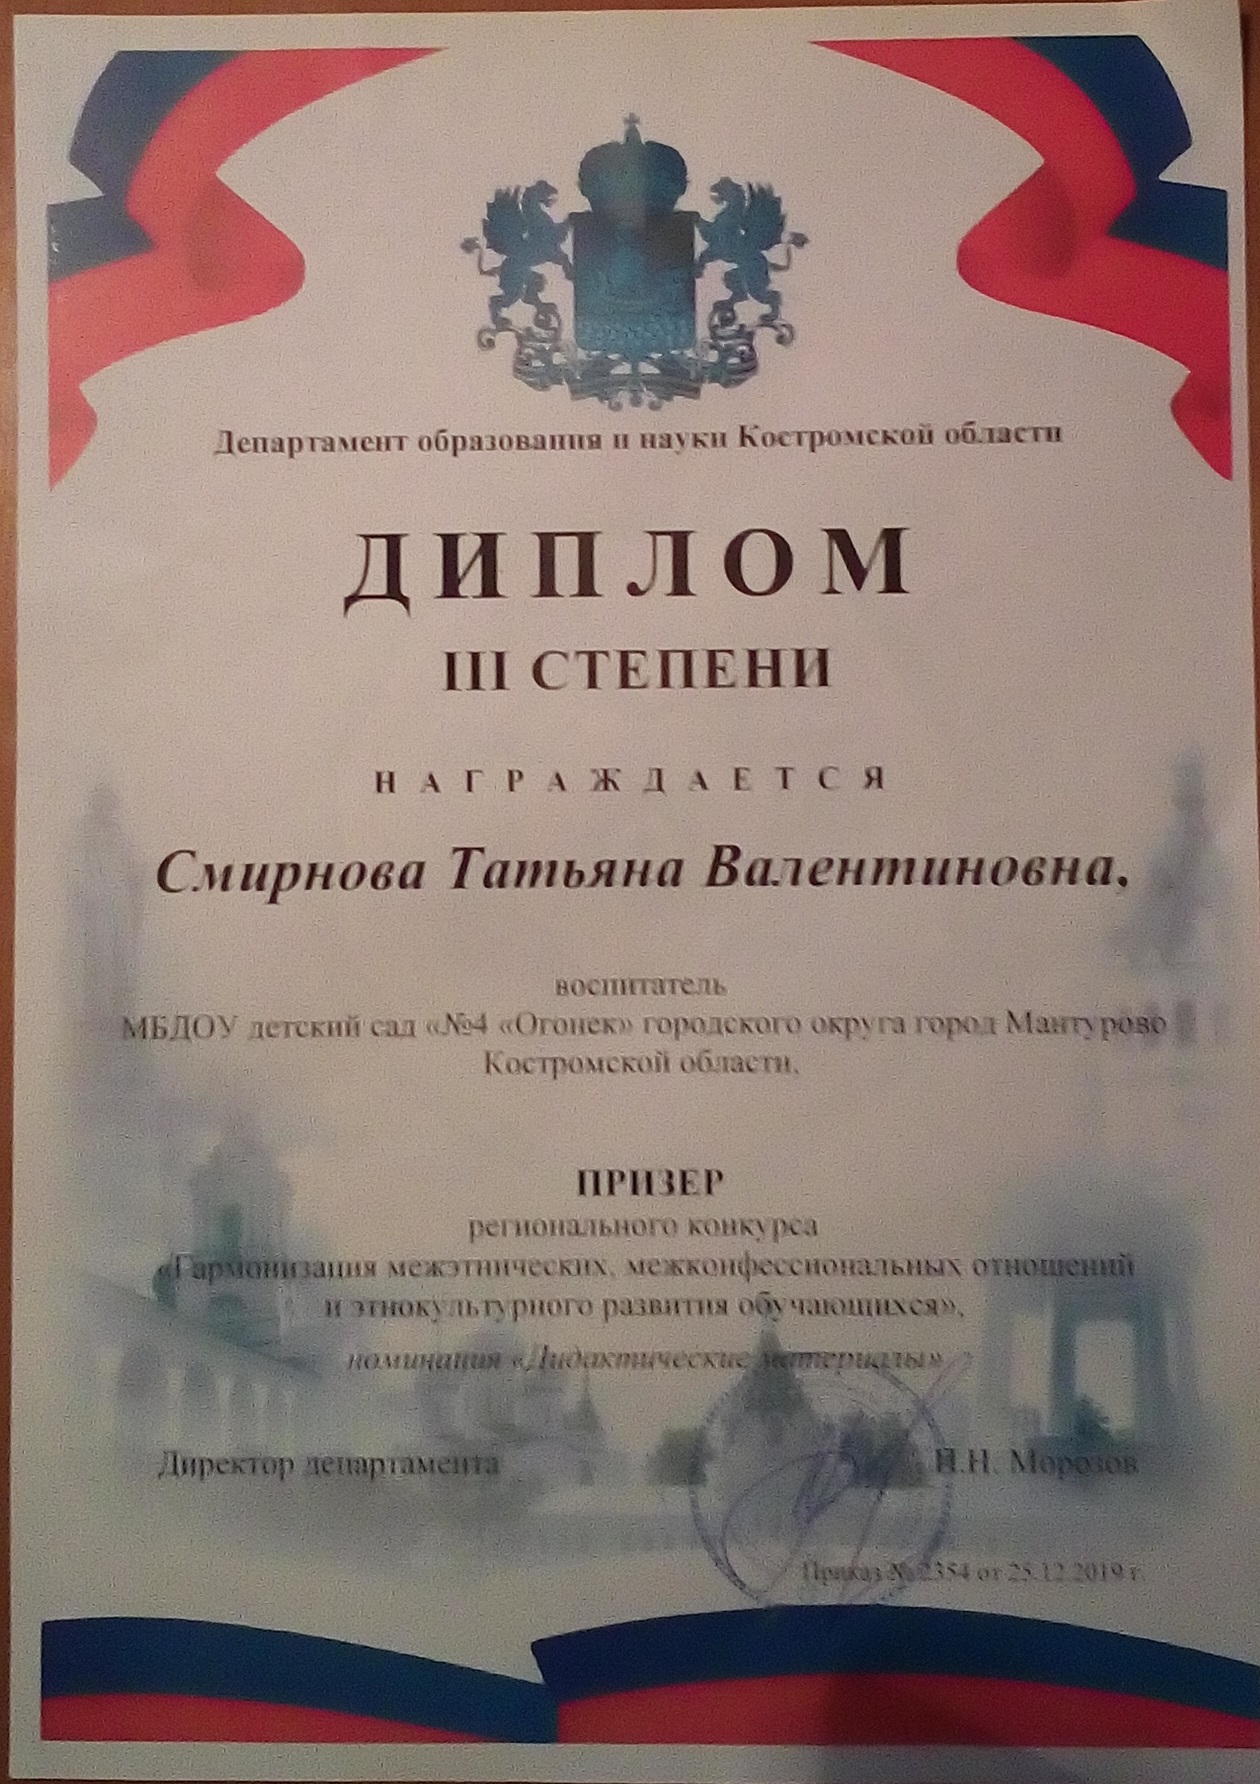 Департамент образования и науки Костромской области
ДИПЛОМ
III СТЕПЕНИ
НАГРАЖДАЕТСЯ
Смирнова Татьяна Валентиновна,
воспитатель
МБДОУ детский сад «№4 «Огонек» городского округа город Мантурово
Костромской области,
ПРИЗЕР
регионального конкурса
«Гармонизация межэтнических, межконфессиональных отношений
и этнокультурного развития обучающихся»,
номинация «Дидактические материалы»
Директор департамента
Н.Н. Морозов
Приказ № 2354 от 25.12.2019 г.